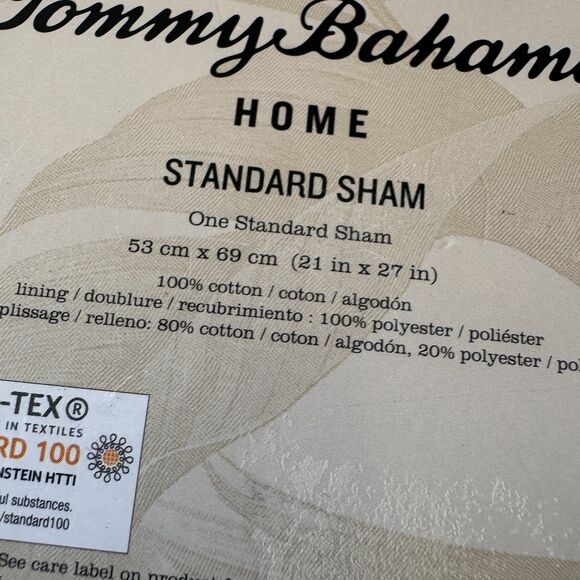 Tommy Bahama
HOME
STANDARD SHAM
One Standard Sham
53 cm x 69 cm (21 in x 27 in)
100% cotton / coton / algodón
lining / doublure / recubrimiento : 100% polyester / poliéster
plissage / relleno: 80% cotton / coton / algodón, 20% polyester / po
-TEX®
IN TEXTILES
RD 100
NSTEIN HTTI
ul substances.
/standard100
See care label on product